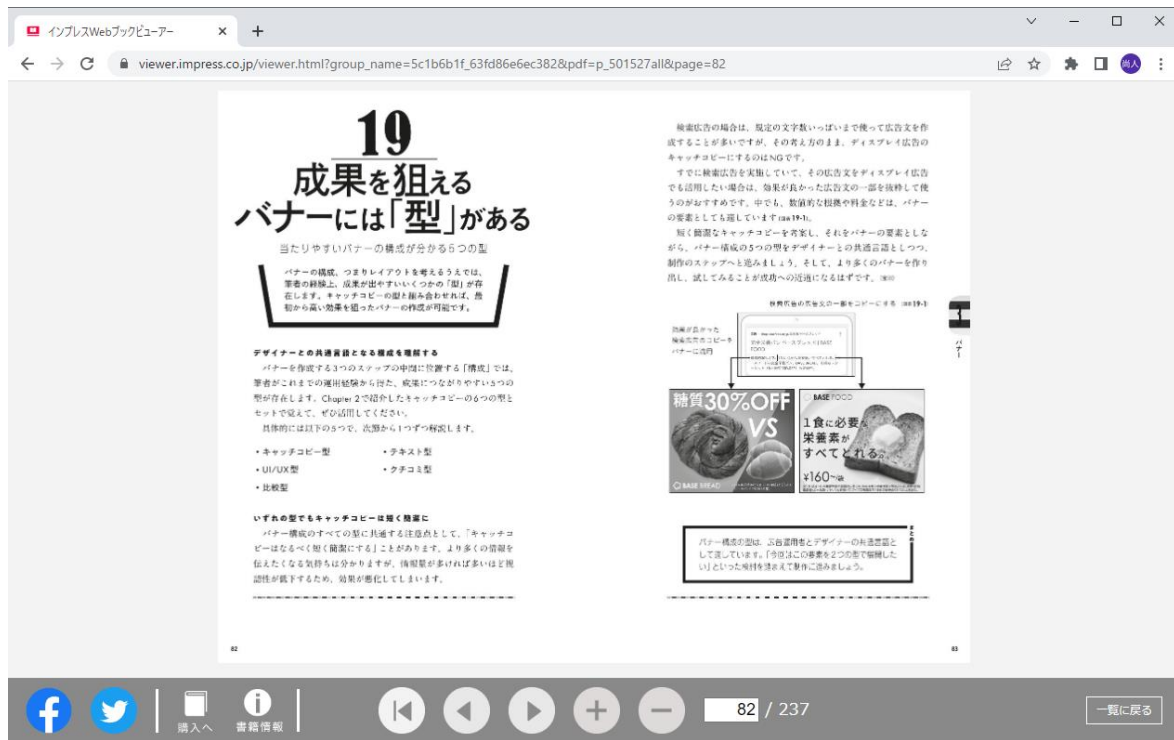 インプレスWebブックビューアー
viewer.impress.co.jp/viewer.html?group_name=5c1b6b1f_63fd86e6ec382&pdf=p_501527all&page=82
尚人
19
成果を狙える
バナーには「型」がある
当たりやすいバナーの構成が分かる5つの型
バナーの構成、つまりレイアウトを考えるうえでは、
筆者の経験上、成果が出やすいいくつかの「型」が存
在します。キャッチコピーの型と組み合わせれば、最
初から高い効果を狙ったバナーの作成が可能です。
デザイナーとの共通言語となる構成を理解する
バナーを作成する3つのステップの中間に位置する「構成」では、
筆者がこれまでの運用経験から得た、成果につながりやすい5つの
型が存在します。Chapter 2で紹介したキャッチコピーの6つの型と
セットで覚えて、ぜひ活用してください。
具体的には以下の5つで、次節から1つずつ解説します。
・キャッチコピー型 ・テキスト型
・UI/UX型 ・クチコミ型
・比較型
いずれの型でもキャッチコピーは短く簡潔に
バナー構成のすべての型に共通する注意点として、「キャッチコ
ピーはなるべく短く簡潔にする」ことがあります。より多くの情報を
伝えたくなる気持ちは分かりますが、情報量が多ければ多いほど視
認性が低下するため、効果が悪化してしまいます。
82
検索広告の場合は、規定の文字数いっぱいまで使って広告文を作
成することが多いですが、その考え方のまま、ディスプレイ広告の
キャッチコピーにするのはNGです。
すでに検索広告を実施していて、その広告文をディスプレイ広告
でも活用したい場合は、効果が良かった広告文の一部を抜粋して使
うのがおすすめです。中でも、数値的な根拠や料金などは、バナー
の要素としても適しています(図表19-1)。
短く簡潔なキャッチコピーを考案し、それをバナーの要素としな
がら、バナー構成の5つの型をデザイナーとの共通言語としつつ、
制作のステップへと進みましょう。そして、より多くのバナーを作り
出し、試してみることが成功への近道になるはずです。
検索広告の広告文の一部をコピーにする (図表19-1)
効果が良かった
検索広告のコピーを
バナーに流用
糖質30%OFF
VS
BASE BREAD
BASE FOOD
1食に必要な
栄養素が
すべてとれる。
¥160~/袋
3
バナー
まとめ
バナー構成の型は、広告運用者とデザイナーの共通言語と
して適しています。「今回はこの要素を2つの型で展開した
い」といった検討を踏まえて制作に進みましょう。
83
購入へ
書籍情報
82 / 237
一覧に戻る